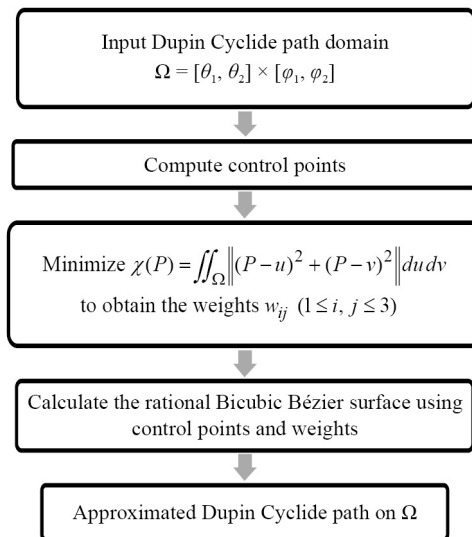 Input Dupin Cyclide path domain
Ω = [θ₁, θ₂] × [φ₁, φ₂]
Compute control points
Minimize χ(P) = ∬_Ω ‖(P−u)² + (P−v)²‖ du dv
to obtain the weights w_ij (1 ≤ i, j ≤ 3)
Calculate the rational Bicubic Bézier surface using
control points and weights
Approximated Dupin Cyclide path on Ω